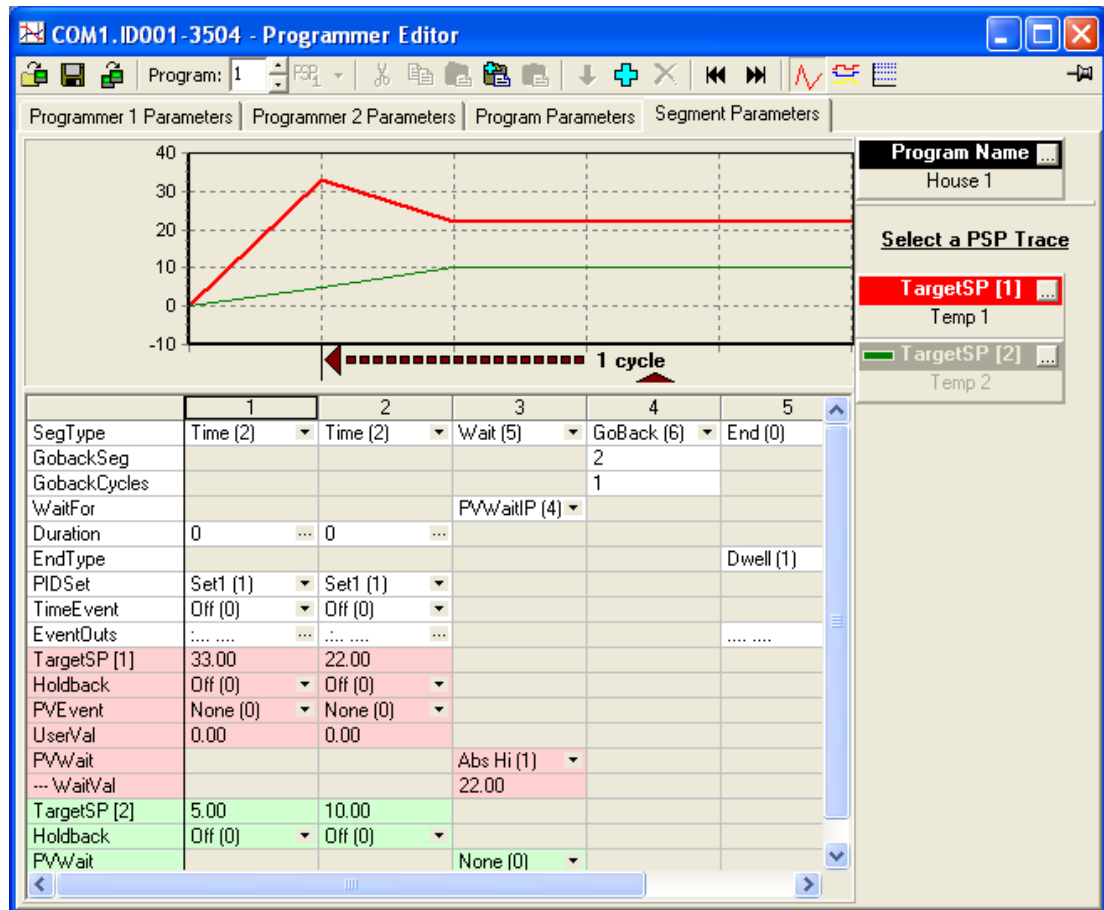 COM1.ID001-3504 - Programmer Editor
Program: 1
Programmer 1 Parameters Programmer 2 Parameters Program Parameters Segment Parameters
40
30
20
10
0
-10
1 cycle
Program Name ...
House 1
Select a PSP Trace
TargetSP [1] ...
Temp 1
TargetSP [2] ...
Temp 2
1 2 3 4 5
SegType Time (2) Time (2) Wait (5) GoBack (6) End (0)
GobackSeg 2
GobackCycles 1
WaitFor PVWaitIP (4)
Duration 0 ... 0 ...
EndType Dwell (1)
PIDSet Set1 (1) Set1 (1)
TimeEvent Off (0) Off (0)
EventOuts :... .... ... .:.. .... ... .... ....
TargetSP [1] 33.00 22.00
Holdback Off (0) Off (0)
PVEvent None (0) None (0)
UserVal 0.00 0.00
PVWait Abs Hi (1)
--- WaitVal 22.00
TargetSP [2] 5.00 10.00
Holdback Off (0) Off (0)
PVWait None (0)